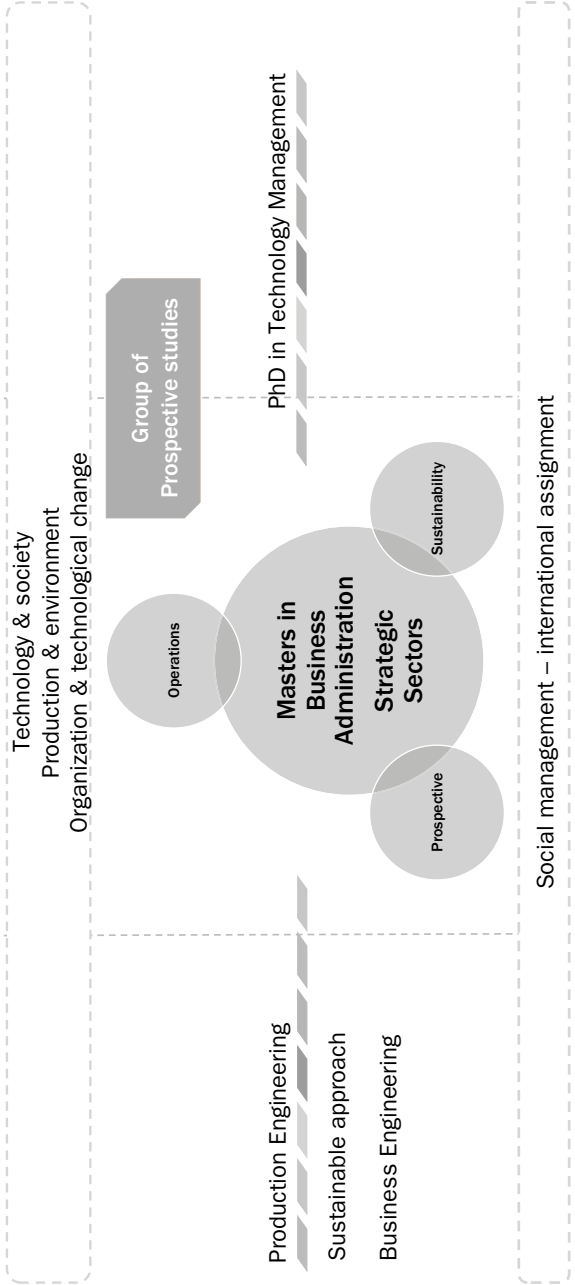 Technology & society
Production & environment
Organization & technological change
Group of
Prospective studies
Production Engineering
Sustainable approach
Business Engineering
Operations
Masters in
Business
Administration
Strategic
Sectors
Prospective
Sustainability
PhD in Technology Management
Social management – international assignment